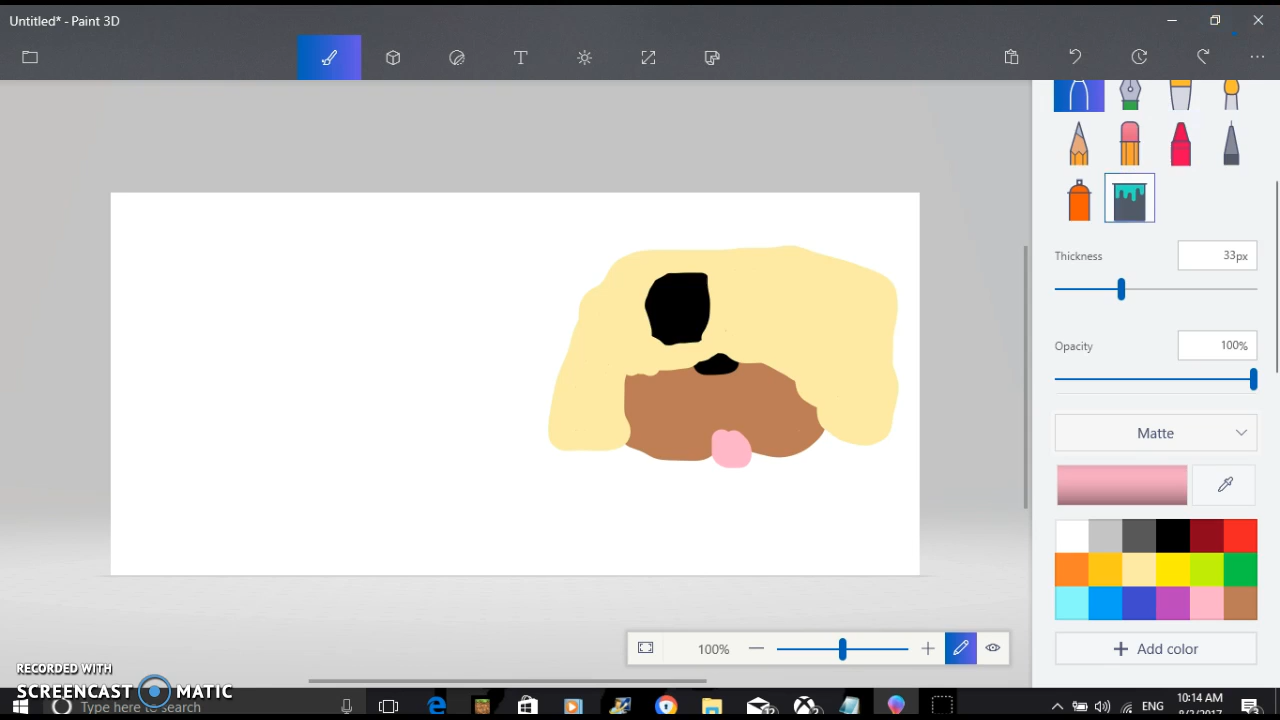 Untitled* - Paint 3D
Thickness
33px
Opacity
100%
Matte
Add color
100%
RECORDED WITH
SCREENCAST MATIC
Type here to search
ENG
10:14 AM